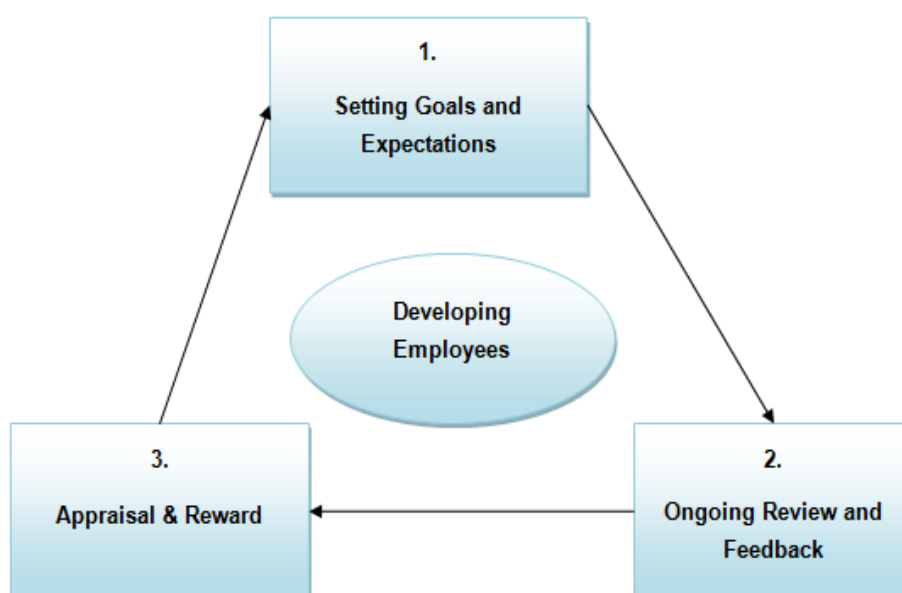 1.
Setting Goals and
Expectations
Developing
Employees
3.
Appraisal & Reward
2.
Ongoing Review and
Feedback